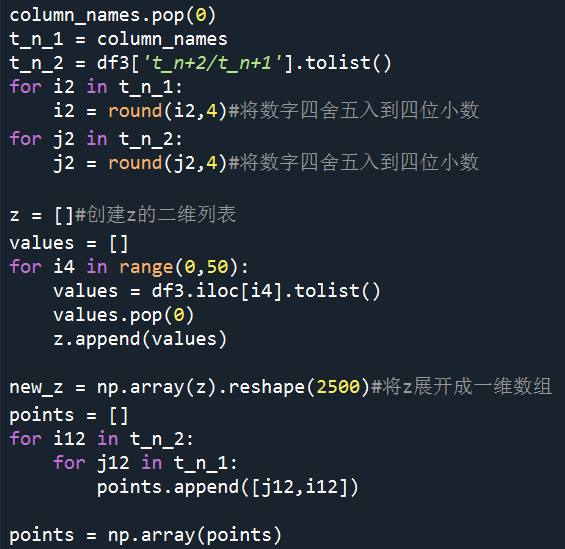 column_names.pop(0)
t_n_1 = column_names
t_n_2 = df3['t_n+2/t_n+1'].tolist()
for i2 in t_n_1:
    i2 = round(i2,4)#将数字四舍五入到四位小数
for j2 in t_n_2:
    j2 = round(j2,4)#将数字四舍五入到四位小数
z = []#创建z的二维列表
values = []
for i4 in range(0,50):
    values = df3.iloc[i4].tolist()
    values.pop(0)
    z.append(values)
new_z = np.array(z).reshape(2500)#将z展开成一维数组
points = []
for i12 in t_n_2:
    for j12 in t_n_1:
        points.append([j12,i12])
points = np.array(points)